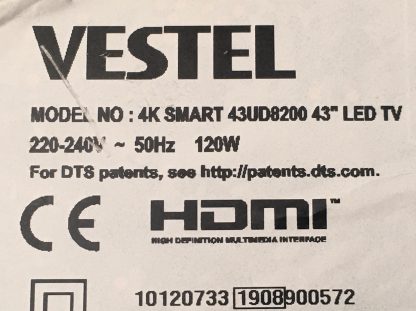 VESTEL
MODEL NO : 4K SMART 43UD8200 43" LED TV
220-240V ~ 50Hz 120W
For DTS patents, see http://patents.dts.com.
CE HDMI™
HIGH DEFINITION MULTIMEDIA INTERFACE
10120733 1908900572